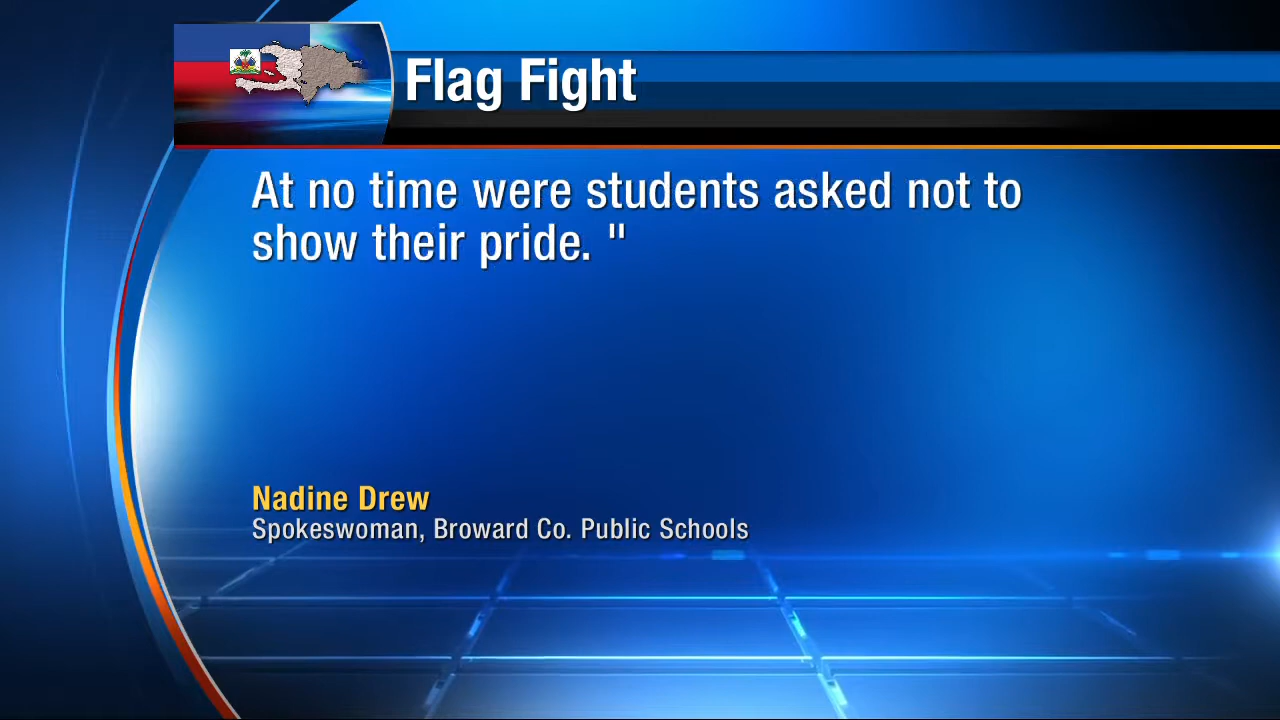 Flag Fight
At no time were students asked not to
show their pride. "
Nadine Drew
Spokeswoman, Broward Co. Public Schools